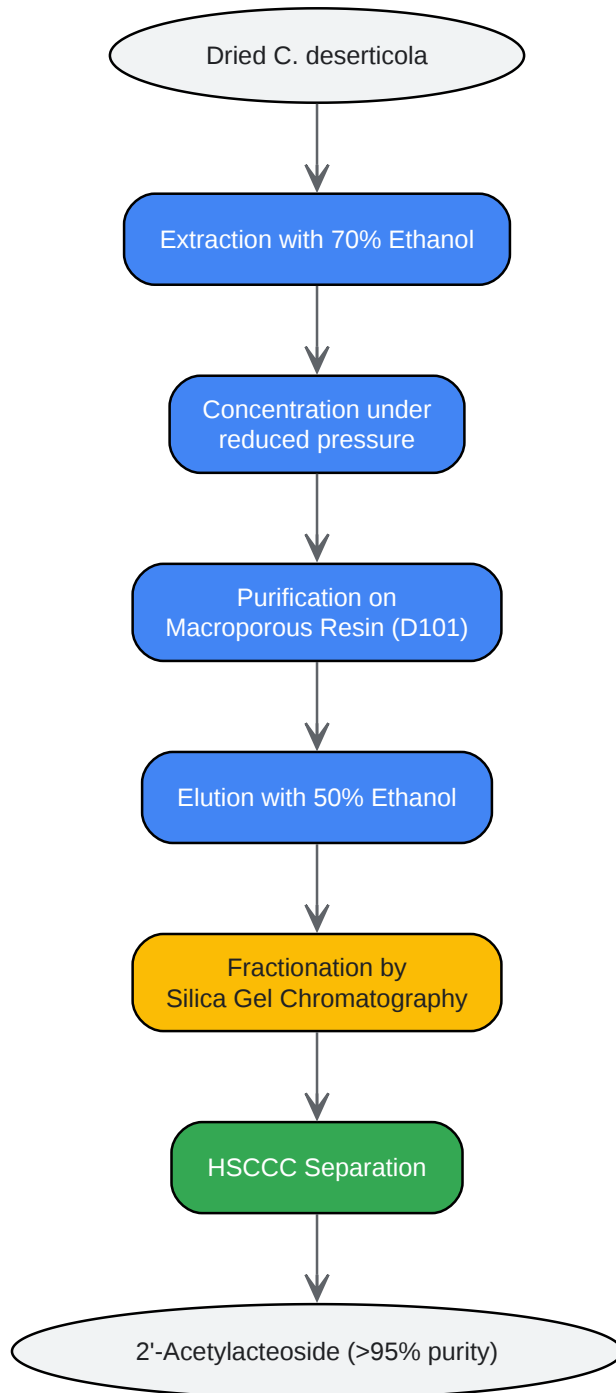 Dried C. deserticola
Extraction with 70% Ethanol
Concentration under
reduced pressure
Purification on
Macroporous Resin (D101)
Elution with 50% Ethanol
Fractionation by
Silica Gel Chromatography
HSCCC Separation
2'-Acetylacteoside (>95% purity)